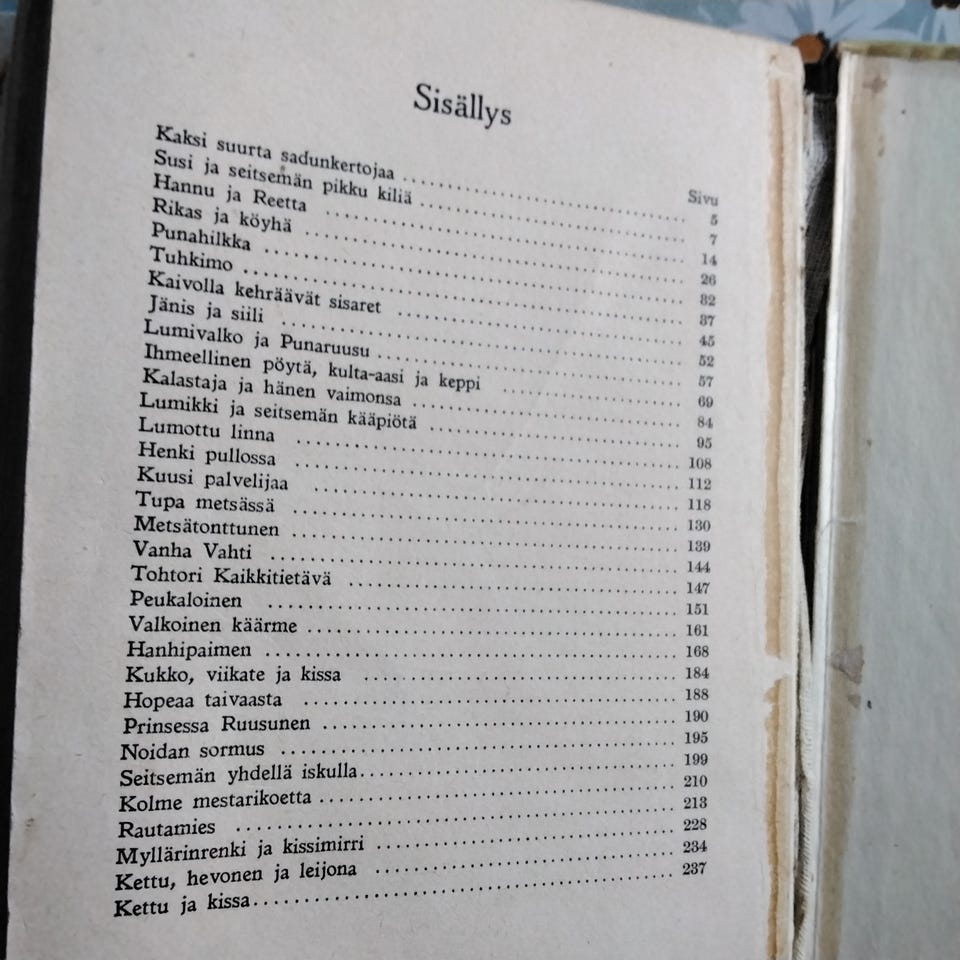 Sisällys
Sivu
Kaksi suurta sadunkertojaa ........ 5
Susi ja seitsemän pikku kiliä ........ 7
Hannu ja Reetta ........ 14
Rikas ja köyhä ........ 26
Punahilkka ........ 32
Tuhkimo ........ 37
Kaivolla kehräävät sisaret ........ 45
Jänis ja siili ........ 52
Lumivalko ja Punaruusu ........ 57
Ihmeellinen pöytä, kulta-aasi ja keppi ........ 69
Kalastaja ja hänen vaimonsa ........ 84
Lumikki ja seitsemän kääpiötä ........ 95
Lumottu linna ........ 108
Henki pullossa ........ 112
Kuusi palvelijaa ........ 118
Tupa metsässä ........ 130
Metsätonttunen ........ 139
Vanha Vahti ........ 144
Tohtori Kaikkitietävä ........ 147
Peukaloinen ........ 151
Valkoinen käärme ........ 161
Hanhipaimen ........ 168
Kukko, viikate ja kissa ........ 184
Hopeaa taivaasta ........ 188
Prinsessa Ruusunen ........ 190
Noidan sormus ........ 195
Seitsemän yhdellä iskulla ........ 199
Kolme mestarikoetta ........ 210
Rautamies ........ 213
Myllärinrenki ja kissimirri ........ 228
Kettu, hevonen ja leijona ........ 234
Kettu ja kissa ........ 237